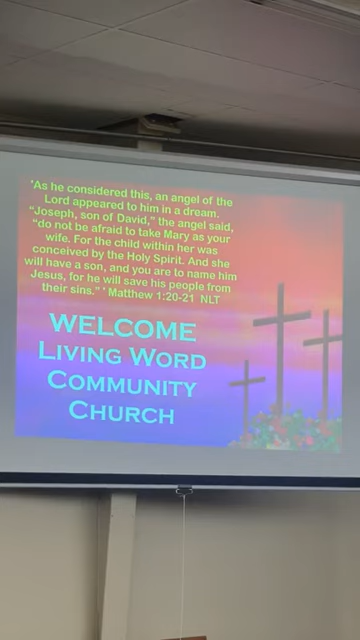 'As he considered this, an angel of the
Lord appeared to him in a dream.
"Joseph, son of David," the angel said,
"do not be afraid to take Mary as your
wife. For the child within her was
conceived by the Holy Spirit. And she
will have a son, and you are to name him
Jesus, for he will save his people from
their sins." ' Matthew 1:20-21 NLT
WELCOME
LIVING WORD
COMMUNITY
CHURCH